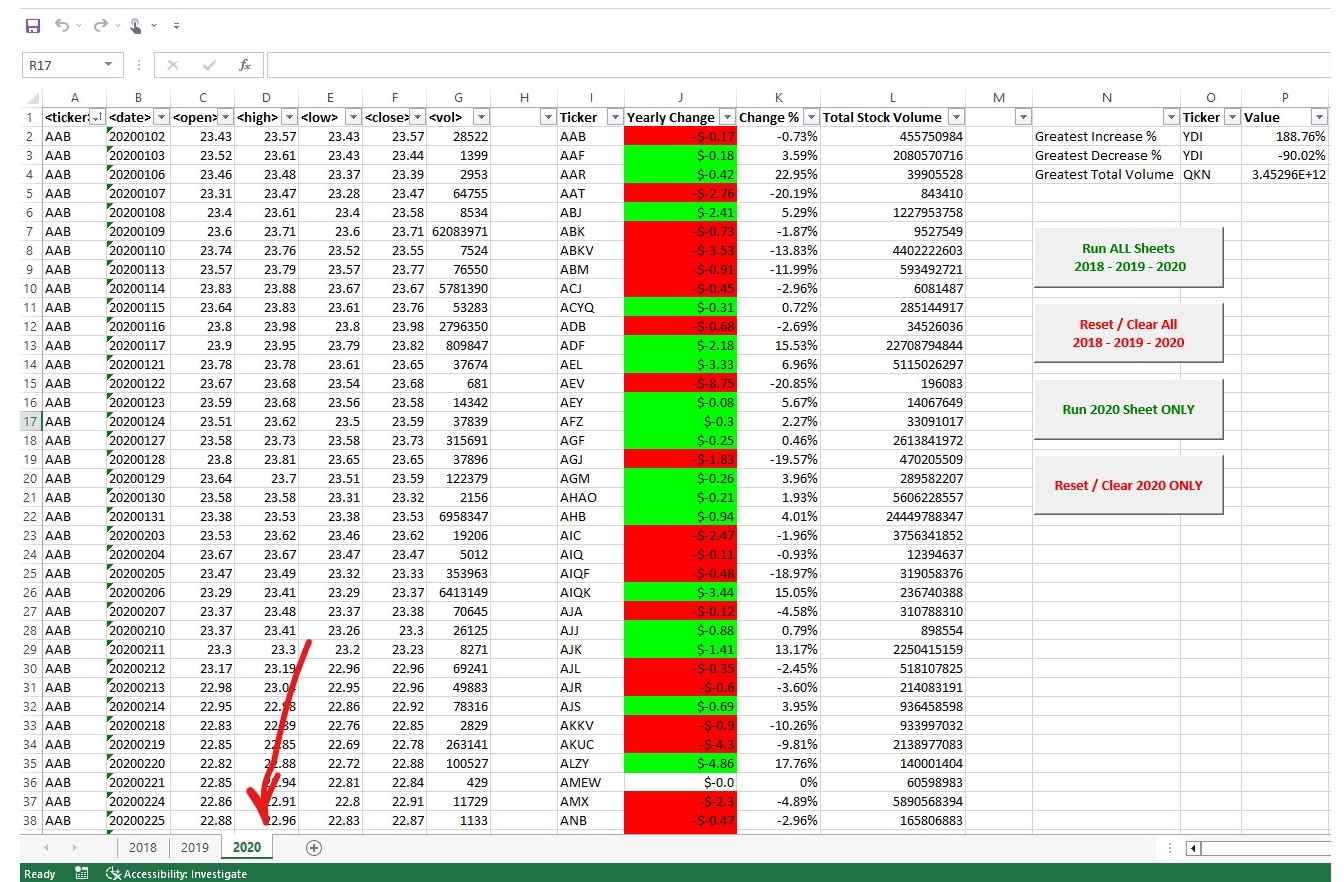 R17 fx
A B C D E F G H I J K L M N O P
1 <ticker> <date> <open> <high> <low> <close> <vol> Ticker Yearly Change Change % Total Stock Volume Ticker Value
2 AAB 20200102 23.43 23.57 23.43 23.57 28522 AAB -$-0.17 -0.73% 455750984 Greatest Increase % YDI 188.76%
3 AAB 20200103 23.52 23.61 23.43 23.44 1399 AAF $-0.18 3.59% 2080570716 Greatest Decrease % YDI -90.02%
4 AAB 20200106 23.46 23.48 23.37 23.39 2953 AAR $-0.42 22.95% 39905528 Greatest Total Volume QKN 3.45296E+12
5 AAB 20200107 23.31 23.47 23.28 23.47 64755 AAT -$-2.76 -20.19% 843410
6 AAB 20200108 23.4 23.61 23.4 23.58 8534 ABJ $-2.41 5.29% 1227953758
7 AAB 20200109 23.6 23.71 23.6 23.71 62083971 ABK -$-0.73 -1.87% 9527549
8 AAB 20200110 23.74 23.76 23.52 23.55 7524 ABKV -$-3.53 -13.83% 4402222603
9 AAB 20200113 23.57 23.79 23.57 23.77 76550 ABM -$-0.91 -11.99% 593492721
10 AAB 20200114 23.83 23.88 23.67 23.67 5781390 ACJ -$-0.45 -2.96% 6081487
11 AAB 20200115 23.64 23.83 23.61 23.76 53283 ACYQ $-0.31 0.72% 285144917
12 AAB 20200116 23.8 23.98 23.8 23.98 2796350 ADB -$-0.68 -2.69% 34526036
13 AAB 20200117 23.9 23.95 23.79 23.82 809847 ADF $-2.18 15.53% 22708794844
14 AAB 20200121 23.78 23.78 23.61 23.65 37674 AEL $-3.33 6.96% 5115026297
15 AAB 20200122 23.67 23.68 23.54 23.68 681 AEV -$-8.75 -20.85% 196083
16 AAB 20200123 23.59 23.68 23.56 23.58 14342 AEY $-0.08 5.67% 14067649
17 AAB 20200124 23.51 23.62 23.5 23.59 37839 AFZ $-0.3 2.27% 33091017
18 AAB 20200127 23.58 23.73 23.58 23.73 315691 AGF $-0.25 0.46% 2613841972
19 AAB 20200128 23.8 23.81 23.65 23.65 37896 AGJ -$-1.83 -19.57% 470205509
20 AAB 20200129 23.64 23.7 23.51 23.59 122379 AGM $-0.26 3.96% 289582207
21 AAB 20200130 23.58 23.58 23.31 23.32 2156 AHAO $-0.21 1.93% 5606228557
22 AAB 20200131 23.38 23.53 23.38 23.53 6958347 AHB $-0.94 4.01% 24449788347
23 AAB 20200203 23.53 23.62 23.46 23.62 19206 AIC -$-2.47 -1.96% 3756341852
24 AAB 20200204 23.67 23.67 23.47 23.47 5012 AIQ -$-0.11 -0.93% 12394637
25 AAB 20200205 23.47 23.49 23.32 23.33 353963 AIQF -$-0.48 -18.97% 319058376
26 AAB 20200206 23.29 23.41 23.29 23.37 6413149 AIQK $-3.44 15.05% 236740388
27 AAB 20200207 23.37 23.48 23.37 23.38 70645 AJA -$-0.12 -4.58% 310788310
28 AAB 20200210 23.37 23.41 23.26 23.3 26125 AJJ $-0.88 0.79% 898554
29 AAB 20200211 23.3 23.3 23.2 23.23 8271 AJK $-1.41 13.17% 2250415159
30 AAB 20200212 23.17 23.19 22.96 22.96 69241 AJL -$-0.35 -2.45% 518107825
31 AAB 20200213 22.98 22.95 22.96 49883 AJR -$-0.6 -3.60% 214083191
32 AAB 20200214 22.95 22.86 22.92 78316 AJS $-0.69 3.95% 936458598
33 AAB 20200218 22.83 22.76 22.85 2829 AKKV -$-0.9 -10.26% 933997032
34 AAB 20200219 22.85 22.85 22.69 22.78 263141 AKUC -$-4.3 -9.81% 2138977083
35 AAB 20200220 22.82 22.88 22.72 22.88 100527 ALZY $-4.86 17.76% 140001404
36 AAB 20200221 22.85 22.81 22.84 429 AMEW $-0.0 0% 60598983
37 AAB 20200224 22.86 22.91 22.8 22.91 11729 AMX -$-2.3 -4.89% 5890568394
38 AAB 20200225 22.88 22.96 22.83 22.87 1133 ANB -$-0.47 -2.96% 165806883
Run ALL Sheets
2018 - 2019 - 2020
Reset / Clear All
2018 - 2019 - 2020
Run 2020 Sheet ONLY
Reset / Clear 2020 ONLY
2018 2019 2020
Ready Accessibility: Investigate